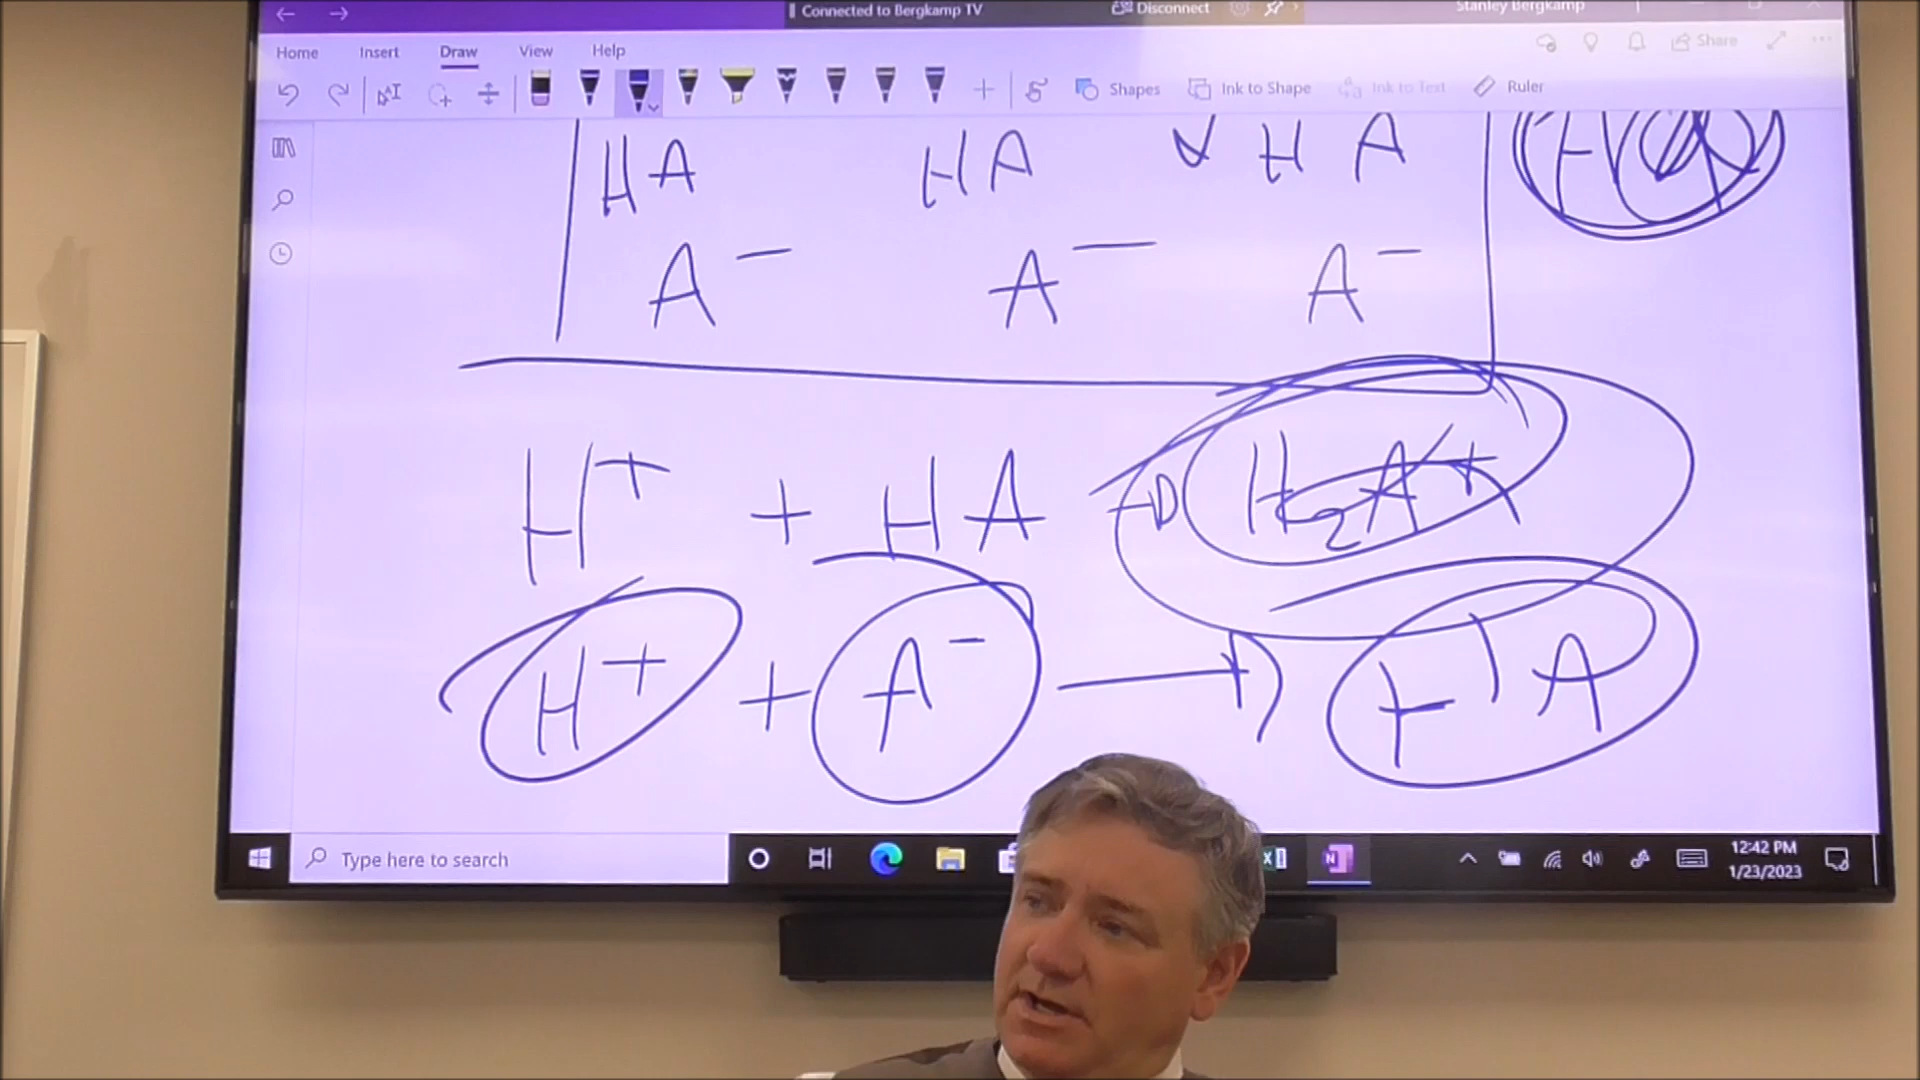 Connected to Bergkamp TV Disconnect Stanley Bergkamp
Home Insert Draw View Help Share
Shapes Ink to Shape Ink to Text Ruler
HA HA HA
A⁻ A⁻ A⁻
H⁺ + HA → H₂A⁺
H⁺ + A⁻ → HA
Type here to search
12:42 PM
1/23/2023